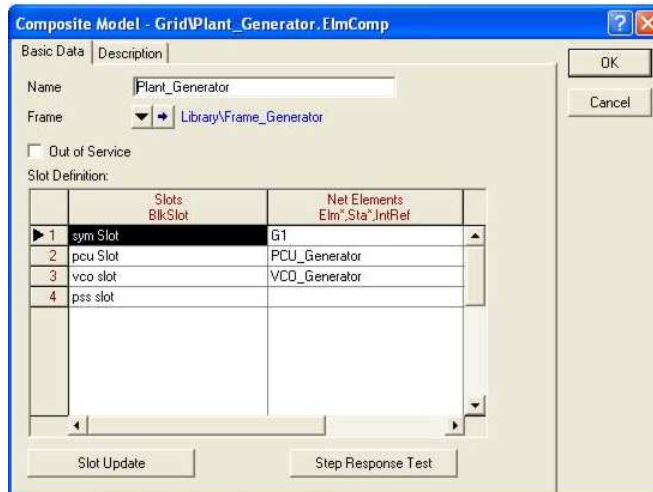 Composite Model - Grid\Plant_Generator.ElmComp
Basic Data Description
OK
Name Plant_Generator
Cancel
Frame Library\Frame_Generator
Out of Service
Slot Definition:
Slots Net Elements
BlkSlot Elm*,Sta*,IntRef
1 sym Slot G1
2 pcu Slot PCU_Generator
3 vco slot VCO_Generator
4 pss slot
Slot Update Step Response Test